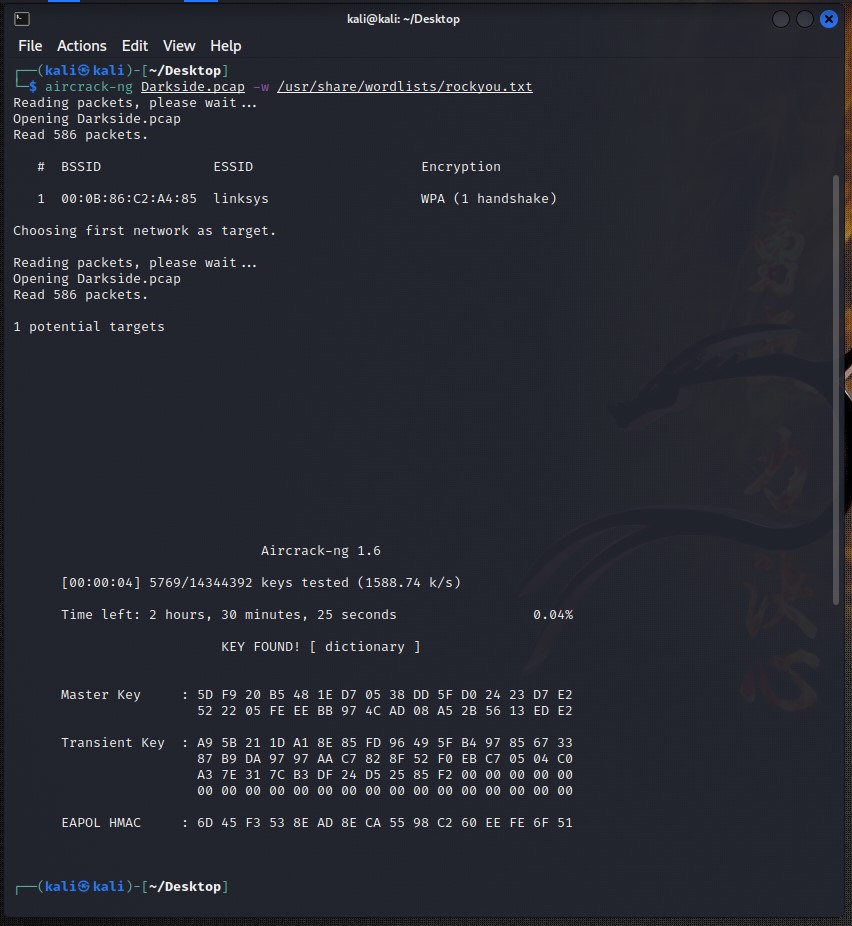 kali@kali: ~/Desktop
File Actions Edit View Help
┌──(kali㉿kali)-[~/Desktop]
└─$ aircrack-ng Darkside.pcap -w /usr/share/wordlists/rockyou.txt
Reading packets, please wait...
Opening Darkside.pcap
Read 586 packets.
# BSSID ESSID Encryption
1 00:0B:86:C2:A4:85 linksys WPA (1 handshake)
Choosing first network as target.
Reading packets, please wait...
Opening Darkside.pcap
Read 586 packets.
1 potential targets
Aircrack-ng 1.6
[00:00:04] 5769/14344392 keys tested (1588.74 k/s)
Time left: 2 hours, 30 minutes, 25 seconds 0.04%
KEY FOUND! [ dictionary ]
Master Key : 5D F9 20 B5 48 1E D7 05 38 DD 5F D0 24 23 D7 E2
52 22 05 FE EE BB 97 4C AD 08 A5 2B 56 13 ED E2
Transient Key : A9 5B 21 1D A1 8E 85 FD 96 49 5F B4 97 85 67 33
87 B9 DA 97 97 AA C7 82 8F 52 F0 EB C7 05 04 C0
A3 7E 31 7C B3 DF 24 D5 25 85 F2 00 00 00 00 00
00 00 00 00 00 00 00 00 00 00 00 00 00 00 00 00
EAPOL HMAC : 6D 45 F3 53 8E AD 8E CA 55 98 C2 60 EE FE 6F 51
┌──(kali㉿kali)-[~/Desktop]